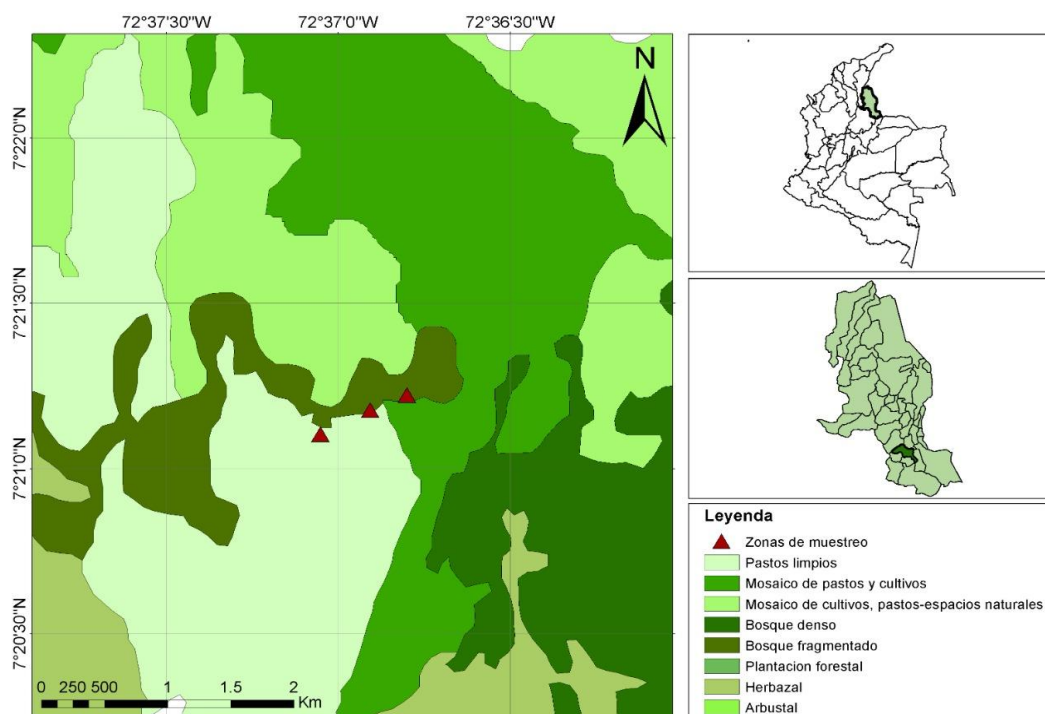 72°37'30"W 72°37'0"W 72°36'30"W
N
7°22'0"N
7°21'30"N
7°21'0"N
7°20'30"N
0 250 500 1 1.5 2
Km
Leyenda
Zonas de muestreo
Pastos limpios
Mosaico de pastos y cultivos
Mosaico de cultivos, pastos-espacios naturales
Bosque denso
Bosque fragmentado
Plantacion forestal
Herbazal
Arbustal